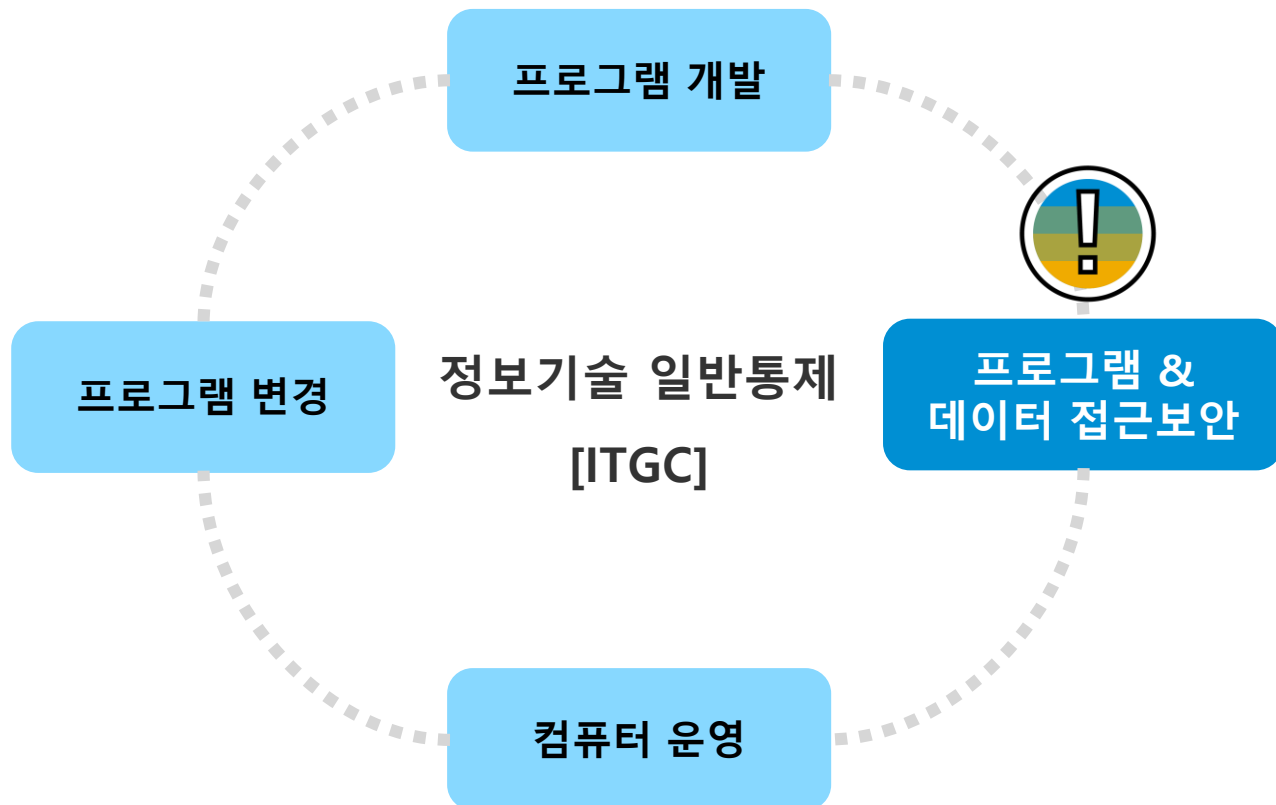 프로그램 개발
프로그램 변경
정보기술 일반통제
[ITGC]
프로그램 &
데이터 접근보안
컴퓨터 운영